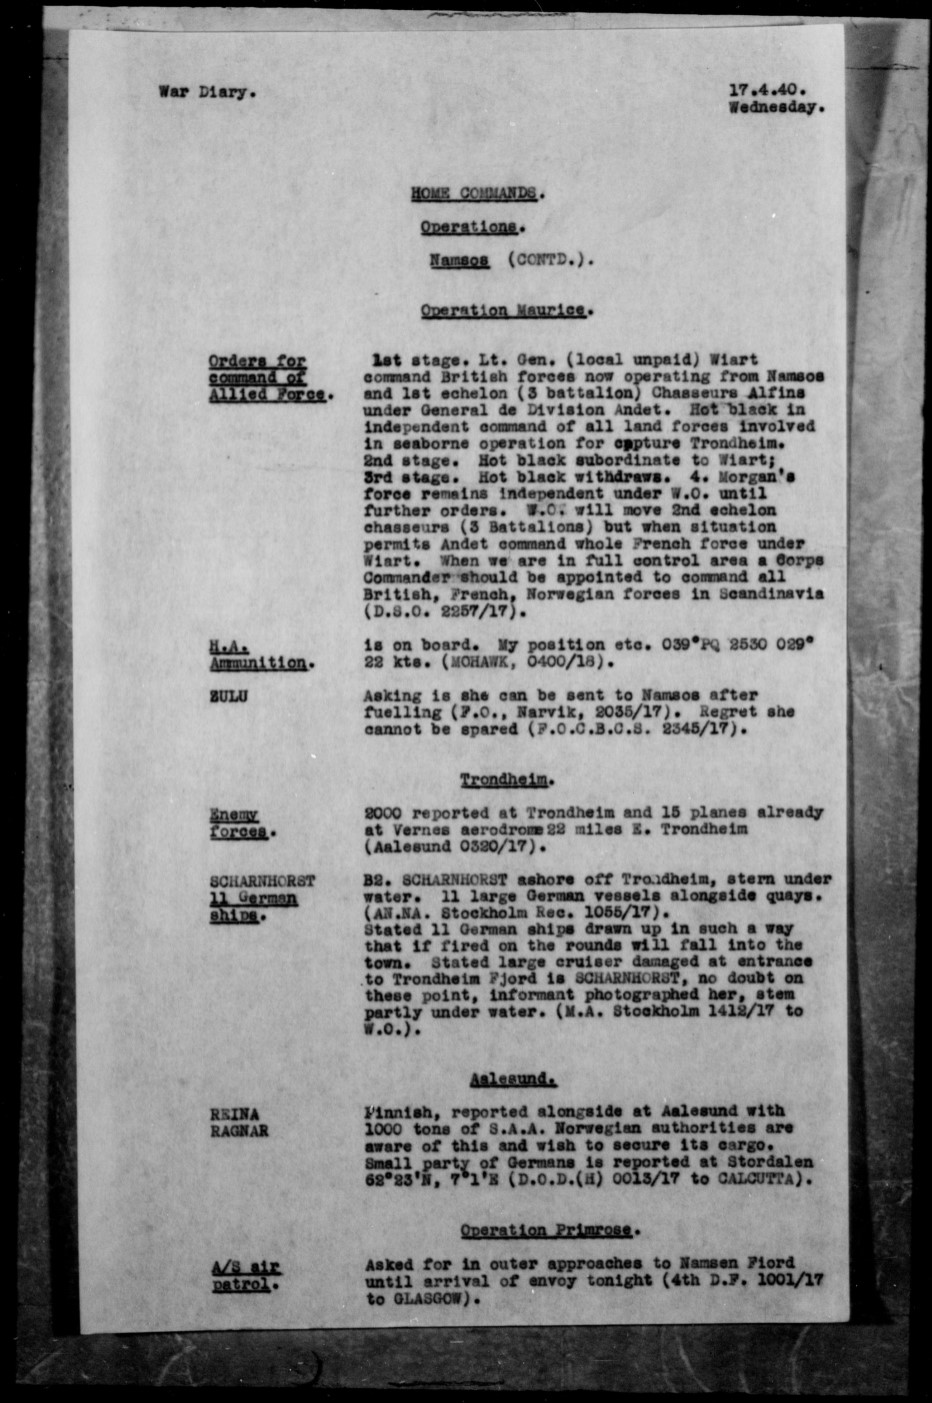 War Diary.
17.4.40.
Wednesday.
HOME COMMANDS.
Operations.
Namsos (CONTD.).
Operation Maurice.
Orders for
command of
Allied Force.
1st stage. Lt. Gen. (local unpaid) Wiart
command British forces now operating from Namsos
and 1st echelon (3 battalion) Chasseurs Alfins
under General de Division Andet. Hot black in
independent command of all land forces involved
in seaborne operation for capture Trondheim.
2nd stage. Hot black subordinate to Wiart;
3rd stage. Hot black withdraws. 4. Morgan's
force remains independent under W.O. until
further orders. W.O. will move 2nd echelon
chasseurs (3 Battalions) but when situation
permits Andet command whole French force under
Wiart. When we are in full control area a Corps
Commander should be appointed to command all
British, French, Norwegian forces in Scandinavia
(D.S.O. 2257/17).
H.A.
Ammunition.
is on board. My position etc. 039°PQ 2530 029°
22 kts. (MOHAWK, 0400/18).
ZULU
Asking is she can be sent to Namsos after
fuelling (F.O., Narvik, 2035/17). Regret she
cannot be spared (F.O.C.B.C.S. 2345/17).
Trondheim.
Enemy
forces.
2000 reported at Trondheim and 15 planes already
at Vernes aerodrome 22 miles E. Trondheim
(Aalesund 0320/17).
SCHARNHORST
11 German
ships.
B2. SCHARNHORST ashore off Trondheim, stern under
water. 11 large German vessels alongside quays.
(AN.NA. Stockholm Rec. 1055/17).
Stated 11 German ships drawn up in such a way
that if fired on the rounds will fall into the
town. Stated large cruiser damaged at entrance
to Trondheim Fjord is SCHARNHORST, no doubt on
these point, informant photographed her, stem
partly under water. (M.A. Stockholm 1412/17 to
W.O.).
Aalesund.
REINA
RAGNAR
Finnish, reported alongside at Aalesund with
1000 tons of S.A.A. Norwegian authorities are
aware of this and wish to secure its cargo.
Small party of Germans is reported at Stordalen
62°23'N, 7°1'E (D.O.D.(H) 0013/17 to CALCUTTA).
Operation Primrose.
A/S air
patrol.
Asked for in outer approaches to Namsen Fiord
until arrival of envoy tonight (4th D.F. 1001/17
to GLASGOW).